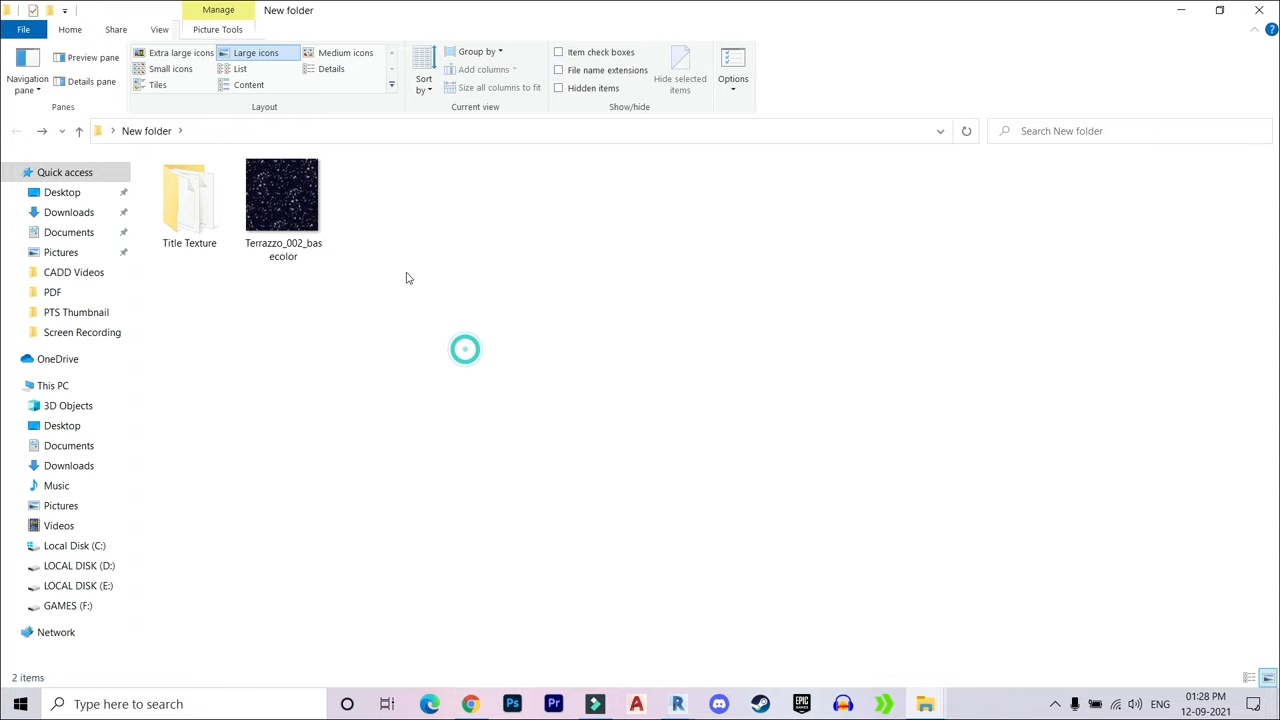 Manage
New folder
File
Home
Share
View
Picture Tools
Navigation pane
Preview pane
Details pane
Panes
Extra large icons
Large icons
Medium icons
Small icons
List
Details
Tiles
Content
Layout
Sort by
Group by
Add columns
Size all columns to fit
Current view
Item check boxes
File name extensions
Hidden items
Hide selected items
Show/hide
Options
New folder
Search New folder
Quick access
Desktop
Downloads
Documents
Pictures
CADD Videos
PDF
PTS Thumbnail
Screen Recording
OneDrive
This PC
3D Objects
Desktop
Documents
Downloads
Music
Pictures
Videos
Local Disk (C:)
LOCAL DISK (D:)
LOCAL DISK (E:)
GAMES (F:)
Network
Title Texture
Terrazzo_002_bas
ecolor
2 items
Type here to search
Ps
Pr
A
R
EPIC GAMES
ENG
01:28 PM
12-09-2021